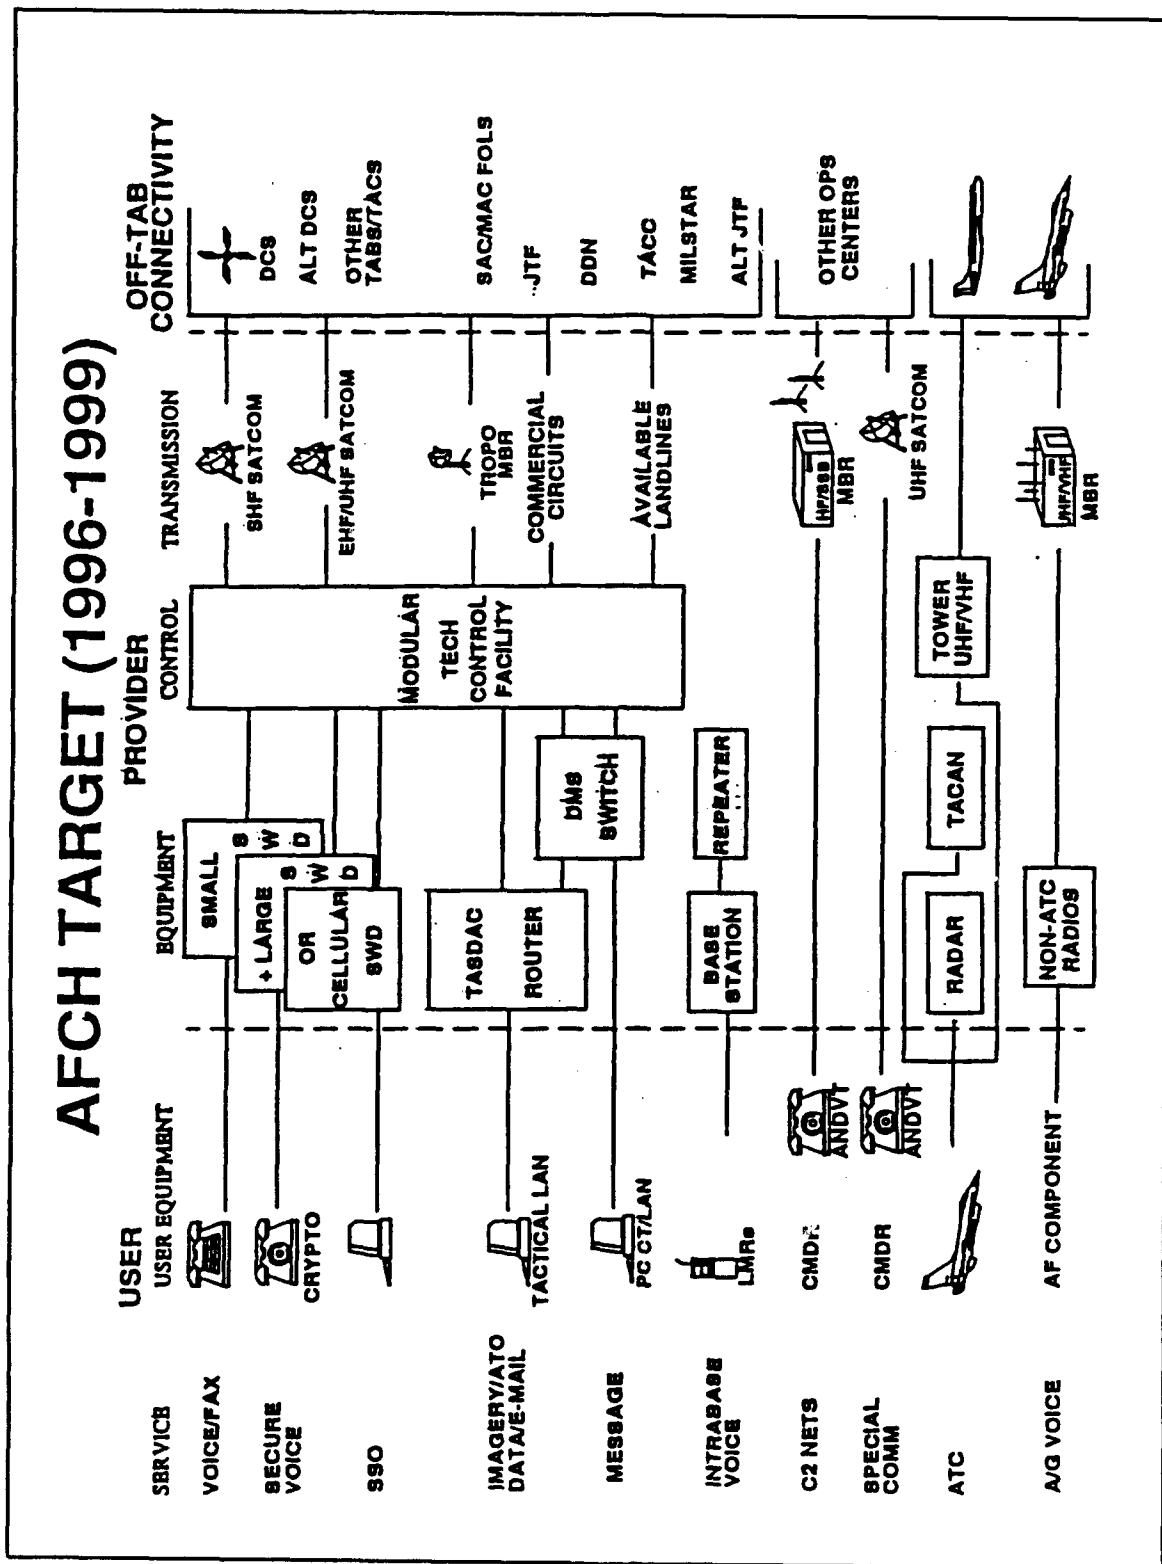 AFCH TARGET (1996-1999)
USER
PROVIDER
OFF-TAB
CONNECTIVITY
SERVICE
USER EQUIPMENT
EQUIPMENT
CONTROL
TRANSMISSION
VOICE/FAX
SMALL
S
W
D
SHF SATCOM
DCS
SECURE
VOICE
CRYPTO
+ LARGE
S
W
D
EHF/UHF SATCOM
ALT DCS
SSO
OR
CELLULAR
SWD
OTHER
TABS/TACS
MODULAR
TECH
CONTROL
FACILITY
IMAGERY/ATO
DATA/E-MAIL
TACTICAL LAN
TASDAC
ROUTER
TROPO
MBR
SAC/MAC FOLS
COMMERCIAL
CIRCUITS
JTF
DDN
MESSAGE
PC CT/LAN
DMS
SWITCH
AVAILABLE
LANDLINES
TACC
MILSTAR
INTRABASE
VOICE
LMRs
BASE
STATION
REPEATER
ALT JTF
C2 NETS
CMDR
ANDVT
HF/SSB
MBR
OTHER OPS
CENTERS
SPECIAL
COMM
CMDR
ANDVT
UHF SATCOM
ATC
RADAR
TACAN
TOWER
UHF/VHF
A/G VOICE
AF COMPONENT
NON-ATC
RADIOS
UHF/VHF
MBR